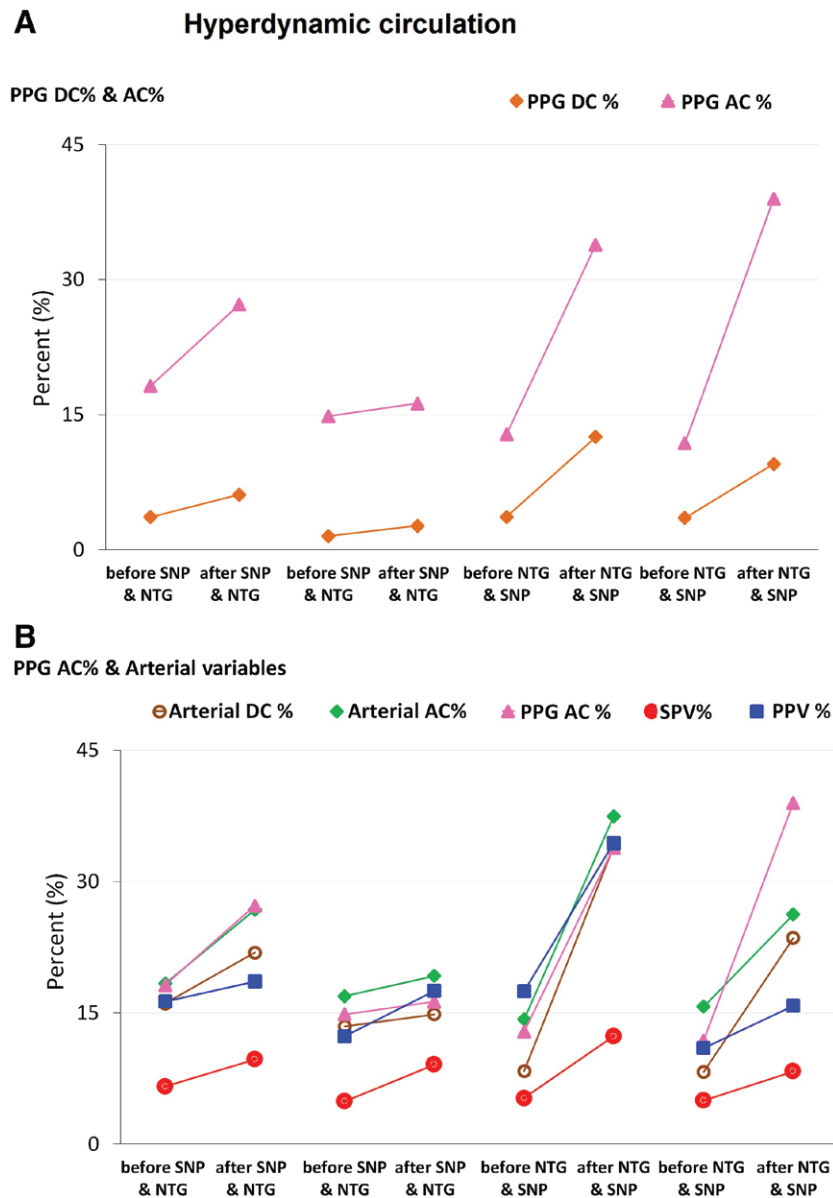 A
Hyperdynamic circulation
PPG DC% & AC%
PPG DC %
PPG AC %
45
30
15
0
Percent (%)
before SNP
& NTG
after SNP
& NTG
before SNP
& NTG
after SNP
& NTG
before NTG
& SNP
after NTG
& SNP
before NTG
& SNP
after NTG
& SNP
B
PPG AC% & Arterial variables
Arterial DC %
Arterial AC%
PPG AC %
SPV%
PPV %
45
30
15
0
Percent (%)
before SNP
& NTG
after SNP
& NTG
before SNP
& NTG
after SNP
& NTG
before NTG
& SNP
after NTG
& SNP
before NTG
& SNP
after NTG
& SNP